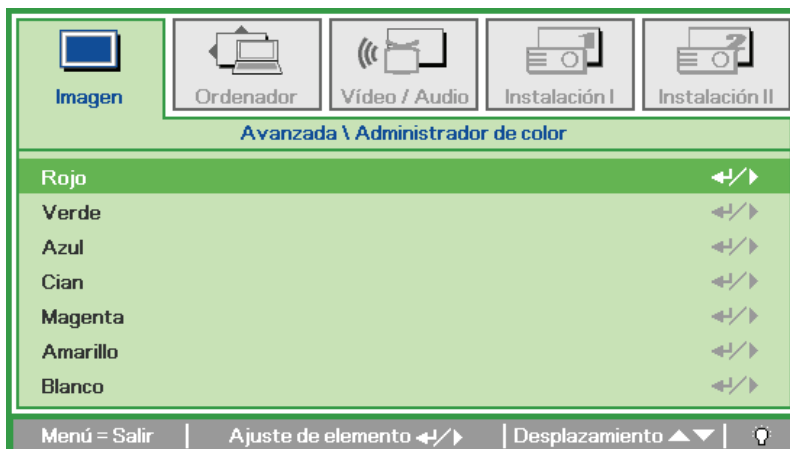 Imagen Ordenador Vídeo / Audio Instalación I Instalación II
Avanzada \ Administrador de color
Rojo
Verde
Azul
Cian
Magenta
Amarillo
Blanco
Menú = Salir | Ajuste de elemento | Desplazamiento |